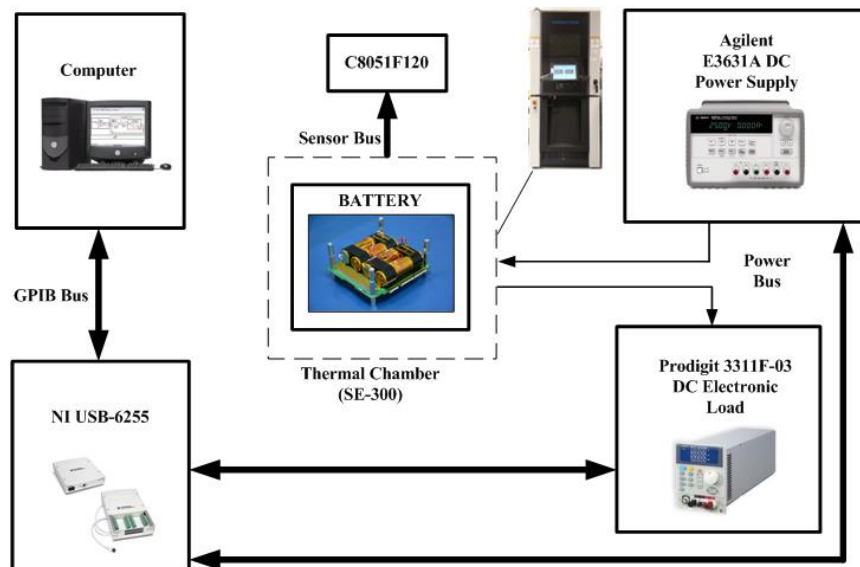 Computer
C8051F120
Agilent
E3631A DC
Power Supply
Sensor Bus
BATTERY
GPIB Bus
Power
Bus
Thermal Chamber
(SE-300)
NI USB-6255
Prodigit 3311F-03
DC Electronic
Load